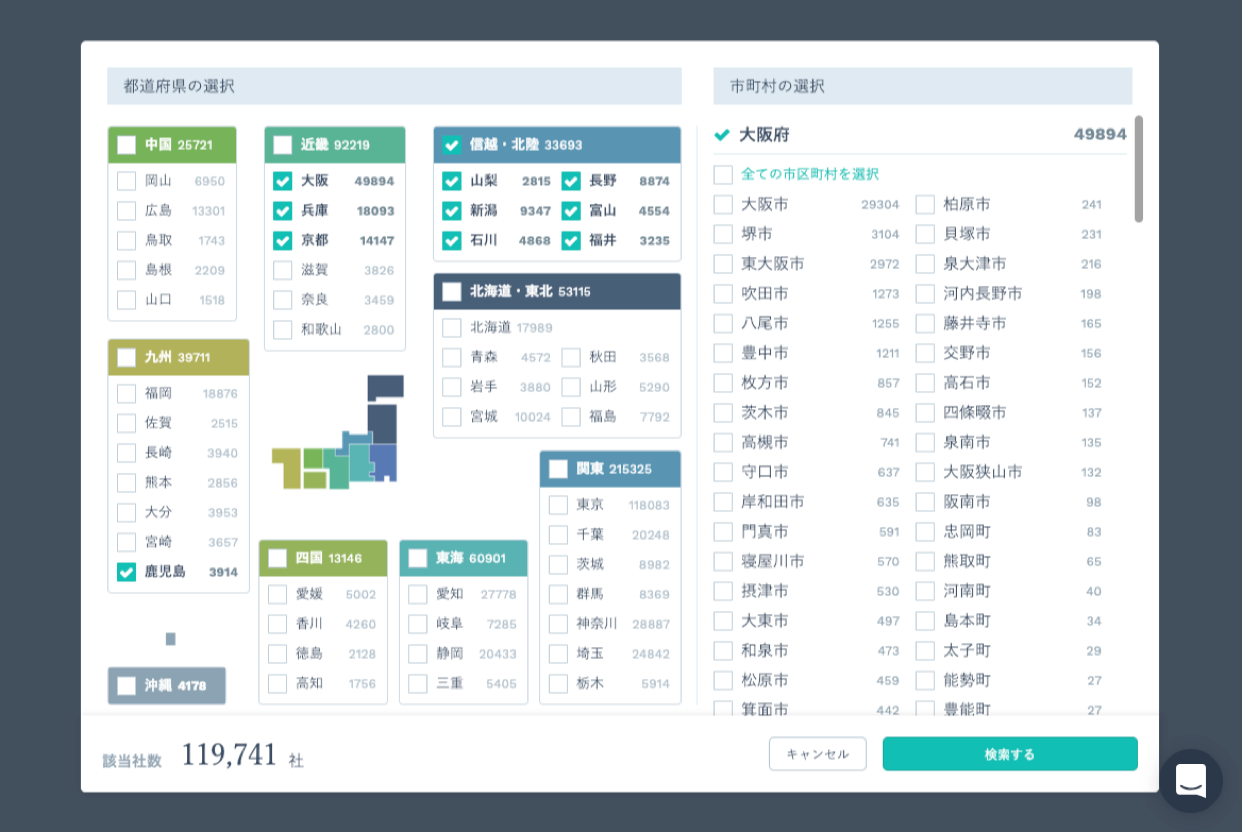 都道府県の選択
中国 25721
岡山 6950
広島 13301
鳥取 1743
島根 2209
山口 1518
近畿 92219
大阪 49894
兵庫 18093
京都 14147
滋賀 3826
奈良 3459
和歌山 2800
信越・北陸 33693
山梨 2815 長野 8874
新潟 9347 富山 4554
石川 4868 福井 3235
北海道・東北 53115
北海道 17989
青森 4572 秋田 3568
岩手 3880 山形 5290
宮城 10024 福島 7792
九州 39711
福岡 18876
佐賀 2515
長崎 3940
熊本 2856
大分 3953
宮崎 3657
鹿児島 3914
関東 215325
東京 118083
千葉 20248
茨城 8982
群馬 8369
神奈川 28887
埼玉 24842
栃木 5914
四国 13146
愛媛 5002
香川 4260
徳島 2128
高知 1756
東海 60901
愛知 27778
岐阜 7285
静岡 20433
三重 5405
沖縄 4178
市町村の選択
大阪府 49894
全ての市区町村を選択
大阪市 29304 柏原市 241
堺市 3104 貝塚市 231
東大阪市 2972 泉大津市 216
吹田市 1273 河内長野市 198
八尾市 1255 藤井寺市 165
豊中市 1211 交野市 156
枚方市 857 高石市 152
茨木市 845 四條畷市 137
高槻市 741 泉南市 135
守口市 637 大阪狭山市 132
岸和田市 635 阪南市 98
門真市 591 忠岡町 83
寝屋川市 570 熊取町 65
摂津市 530 河南町 40
大東市 497 島本町 34
和泉市 473 太子町 29
松原市 459 能勢町 27
箕面市 442 豊能町 27
該当社数 119,741 社
キャンセル
検索する